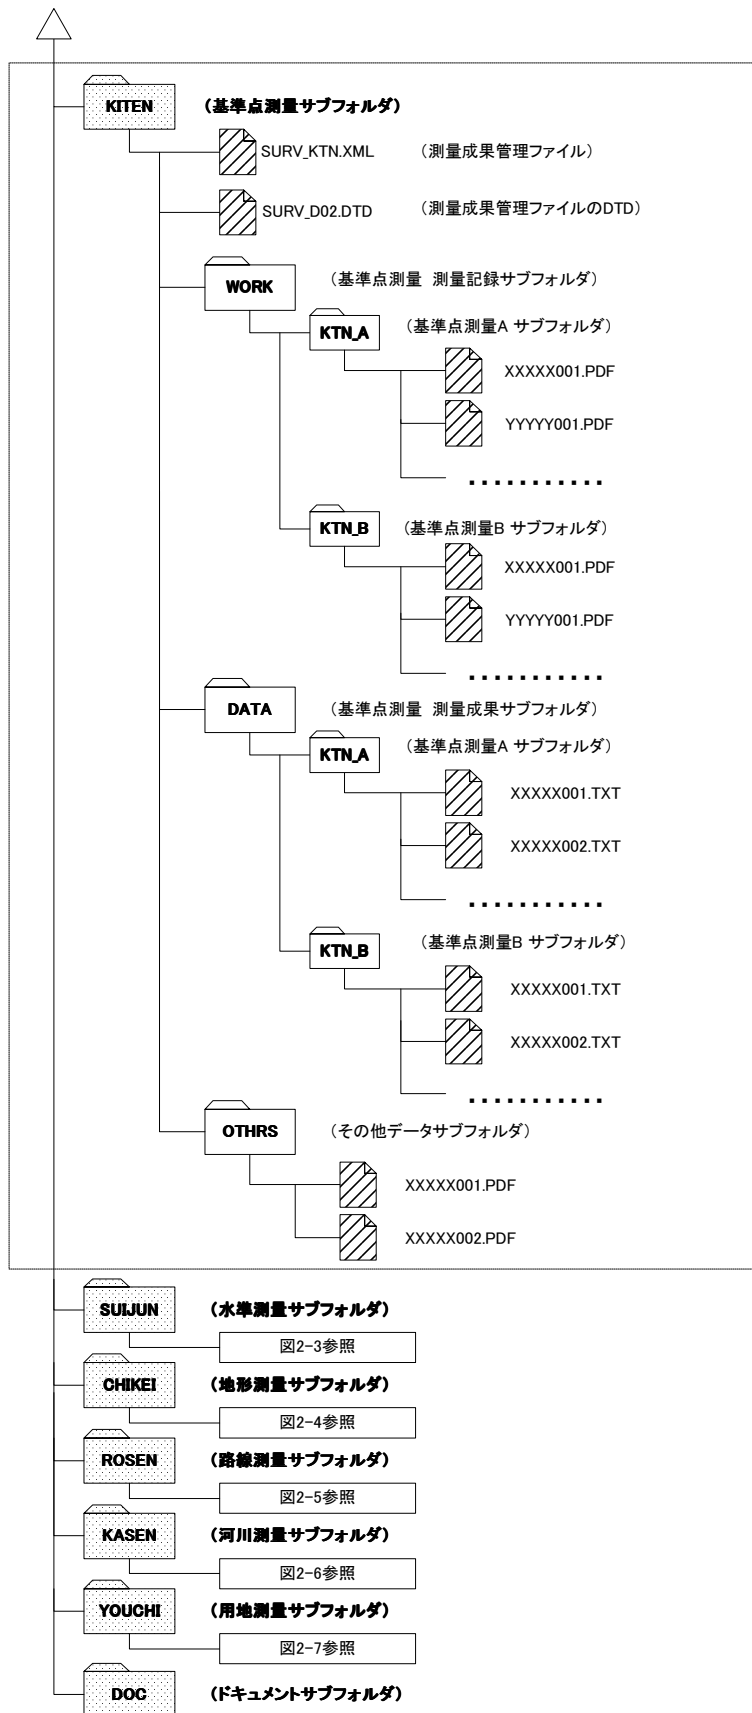 KITEN (基準点測量サブフォルダ)
SURV_KTN.XML (測量成果管理ファイル)
SURV_D02.DTD (測量成果管理ファイルのDTD)
WORK (基準点測量 測量記録サブフォルダ)
KTN_A (基準点測量A サブフォルダ)
XXXXX001.PDF
YYYYY001.PDF
...........
KTN_B (基準点測量B サブフォルダ)
XXXXX001.PDF
YYYYY001.PDF
...........
DATA (基準点測量 測量成果サブフォルダ)
KTN_A (基準点測量A サブフォルダ)
XXXXX001.TXT
XXXXX002.TXT
...........
KTN_B (基準点測量B サブフォルダ)
XXXXX001.TXT
XXXXX002.TXT
...........
OTHRS (その他データサブフォルダ)
XXXXX001.PDF
XXXXX002.PDF
SUIJUN (水準測量サブフォルダ)
図2-3参照
CHIKEI (地形測量サブフォルダ)
図2-4参照
ROSEN (路線測量サブフォルダ)
図2-5参照
KASEN (河川測量サブフォルダ)
図2-6参照
YOUCHI (用地測量サブフォルダ)
図2-7参照
DOC (ドキュメントサブフォルダ)